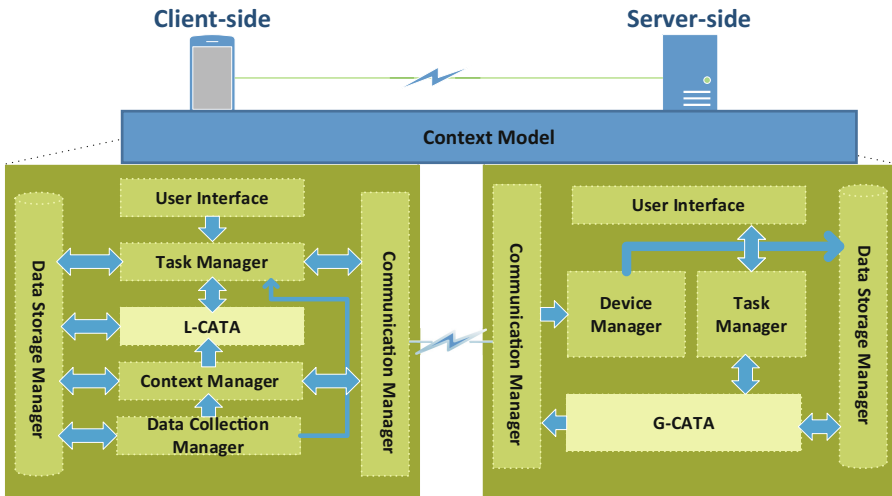 Client-side
Server-side
Context Model
User Interface
Task Manager
L-CATA
Context Manager
Data Collection
Manager
Data Storage Manager
Communication Manager
Communication Manager
User Interface
Device
Manager
Task
Manager
G-CATA
Data Storage Manager